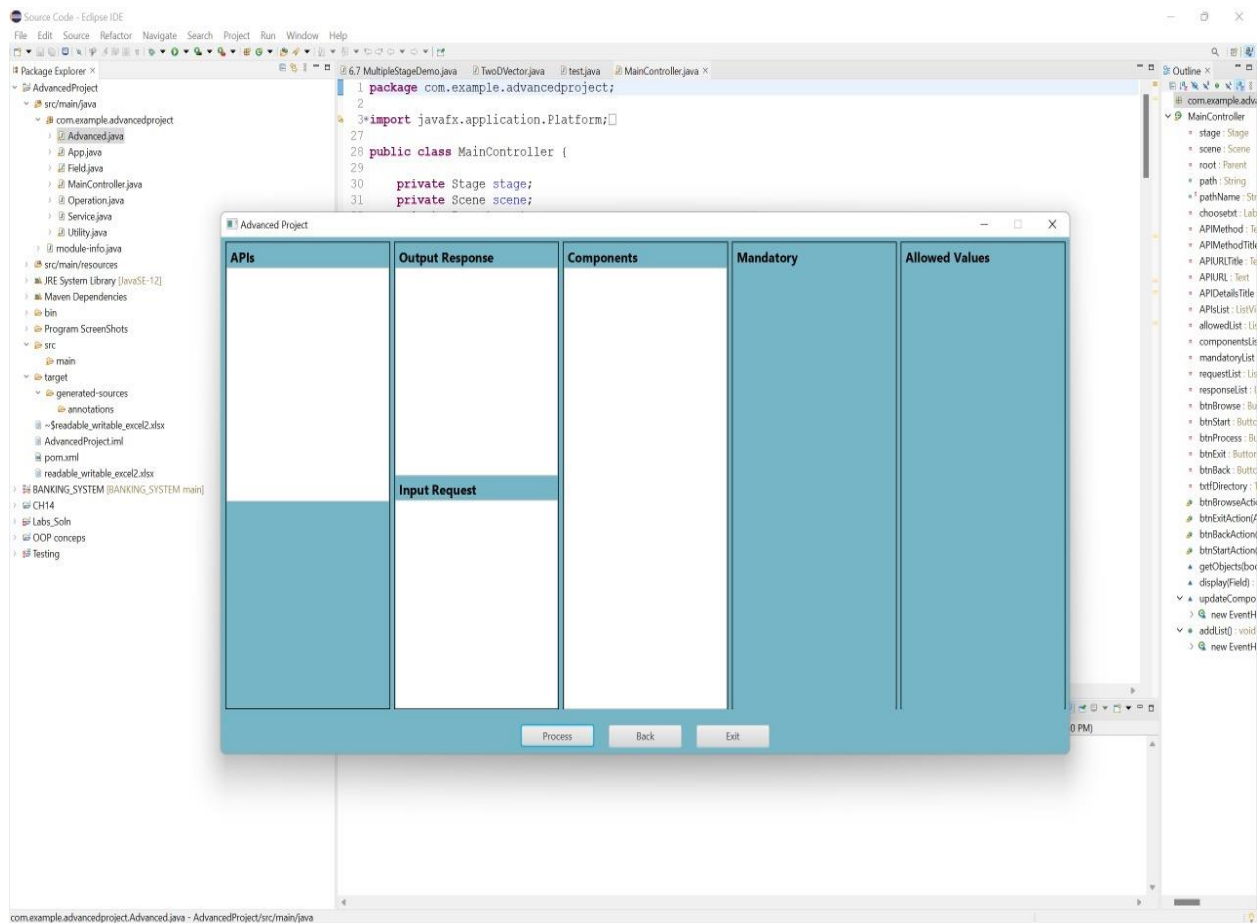 Source Code - Eclipse IDE
File Edit Source Refactor Navigate Search Project Run Window Help
Package Explorer ×
AdvancedProject
src/main/java
com.example.advancedproject
Advanced.java
App.java
Field.java
MainController.java
Operation.java
Service.java
Utility.java
module-info.java
src/main/resources
JRE System Library [JavaSE-12]
Maven Dependencies
bin
Program ScreenShots
src
main
target
generated-sources
annotations
~$readable_writable_excel2.xlsx
AdvancedProject.iml
pom.xml
readable_writable_excel2.xlsx
BANKING_SYSTEM [BANKING_SYSTEM main]
CH14
Labs_Soln
OOP conceps
Testing
6.7 MultipleStageDemo.java TwoDVector.java test.java MainController.java ×
1 package com.example.advancedproject;
2
3 import javafx.application.Platform;
27
28 public class MainController {
29
30 private Stage stage;
31 private Scene scene;
Advanced Project
APIs
Output Response
Input Request
Components
Mandatory
Allowed Values
Process Back Exit
0 PM)
Outline ×
com.example.adva
MainController
stage : Stage
scene : Scene
root : Parent
path : String
pathName : Str
choosetxt : Lab
APIMethod : Te
APIMethodTitle
APIURLTitle : Te
APIURL : Text
APIDetailsTitle
APIsList : ListVi
allowedList : Lis
componentsLis
mandatoryList
requestList : Lis
responseList : L
btnBrowse : Bu
btnStart : Butto
btnProcess : Bu
btnExit : Button
btnBack : Butto
txtfDirectory : T
btnBrowseActi
btnExitAction(A
btnBackAction(
btnStartAction(
getObjects(boo
display(Field) :
updateCompo
new EventH
addList() : void
new EventH
com.example.advancedproject.Advanced.java - AdvancedProject/src/main/java